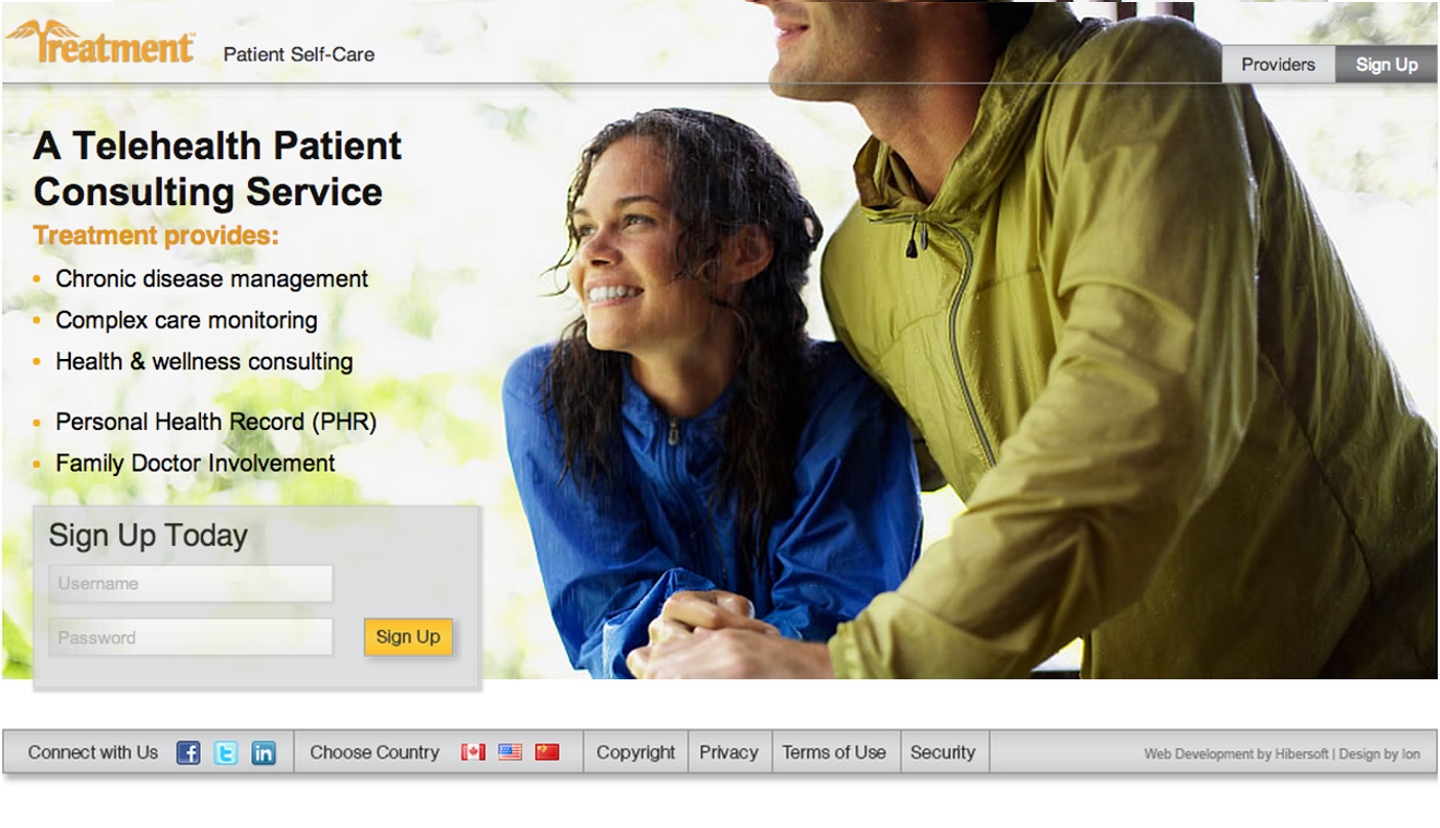 Treatment™
Patient Self-Care
Providers
Sign Up
A Telehealth Patient
Consulting Service
Treatment provides:
Chronic disease management
Complex care monitoring
Health & wellness consulting
Personal Health Record (PHR)
Family Doctor Involvement
Sign Up Today
Username
Password
Sign Up
Connect with Us
Choose Country
Copyright
Privacy
Terms of Use
Security
Web Development by Hibersoft | Design by Ion